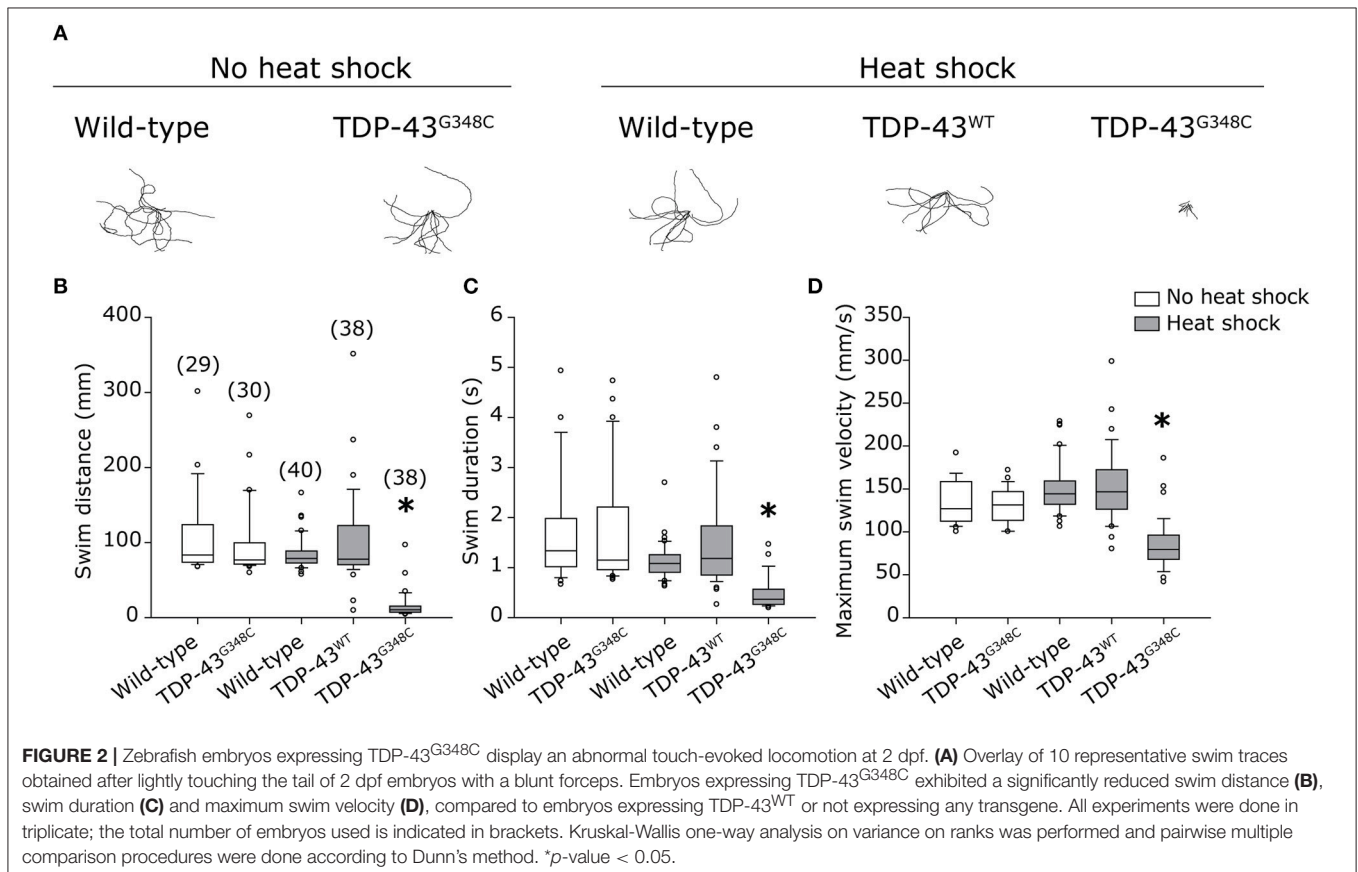 A
No heat shock
Heat shock
Wild-type
TDP-43G348C
Wild-type
TDP-43WT
TDP-43G348C
B
C
D
No heat shock
Heat shock
Swim distance (mm)
400
300
200
100
0
(29)
(30)
(40)
(38)
(38)
*
Wild-type
TDP-43G348C
Wild-type
TDP-43WT
TDP-43G348C
Swim duration (s)
6
5
4
3
2
1
0
*
Wild-type
TDP-43G348C
Wild-type
TDP-43WT
TDP-43G348C
Maximum swim velocity (mm/s)
350
300
250
200
150
100
50
0
*
Wild-type
TDP-43G348C
Wild-type
TDP-43WT
TDP-43G348C
FIGURE 2 | Zebrafish embryos expressing TDP-43G348C display an abnormal touch-evoked locomotion at 2 dpf. (A) Overlay of 10 representative swim traces
obtained after lightly touching the tail of 2 dpf embryos with a blunt forceps. Embryos expressing TDP-43G348C exhibited a significantly reduced swim distance (B),
swim duration (C) and maximum swim velocity (D), compared to embryos expressing TDP-43WT or not expressing any transgene. All experiments were done in
triplicate; the total number of embryos used is indicated in brackets. Kruskal-Wallis one-way analysis on variance on ranks was performed and pairwise multiple
comparison procedures were done according to Dunn's method. *p-value < 0.05.